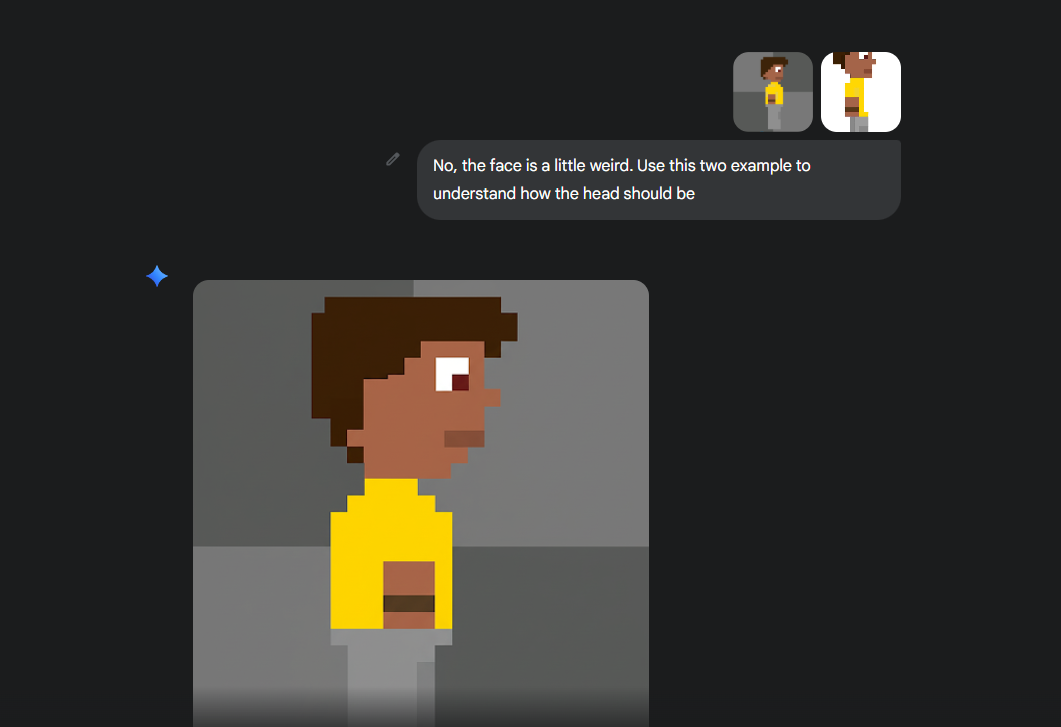 No, the face is a little weird. Use this two example to
understand how the head should be